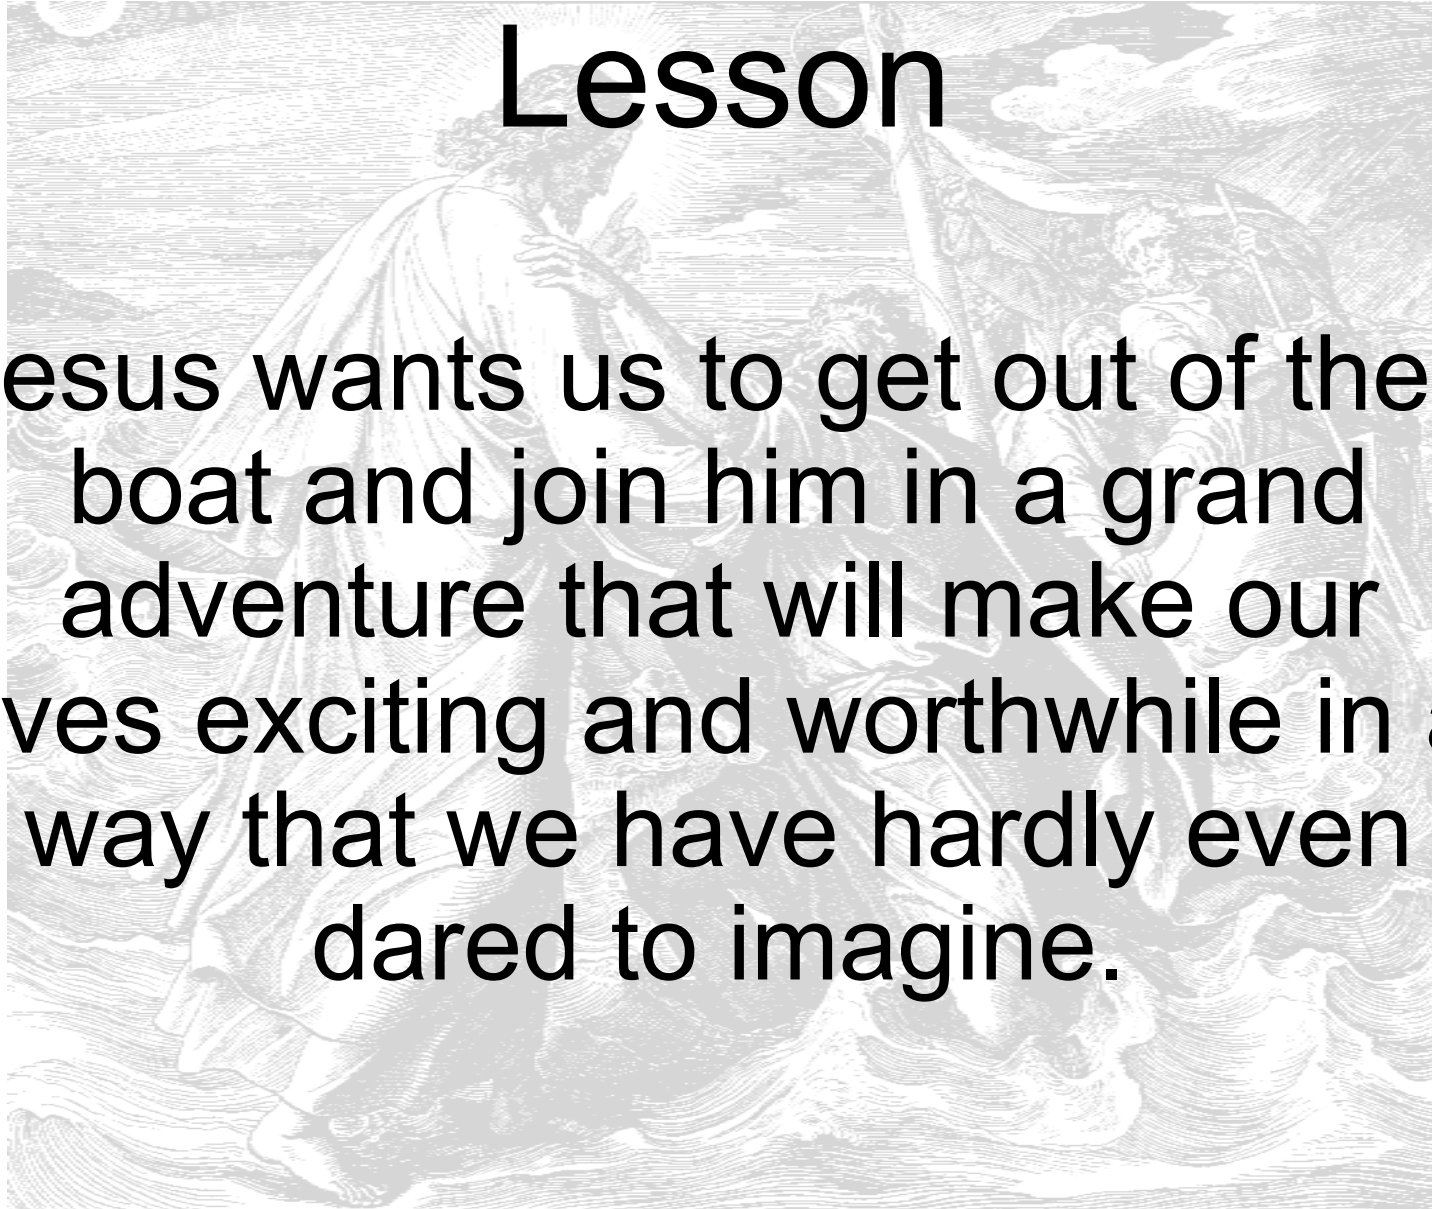 Lesson
esus wants us to get out of the
boat and join him in a grand
adventure that will make our
ves exciting and worthwhile in a
way that we have hardly even
dared to imagine.